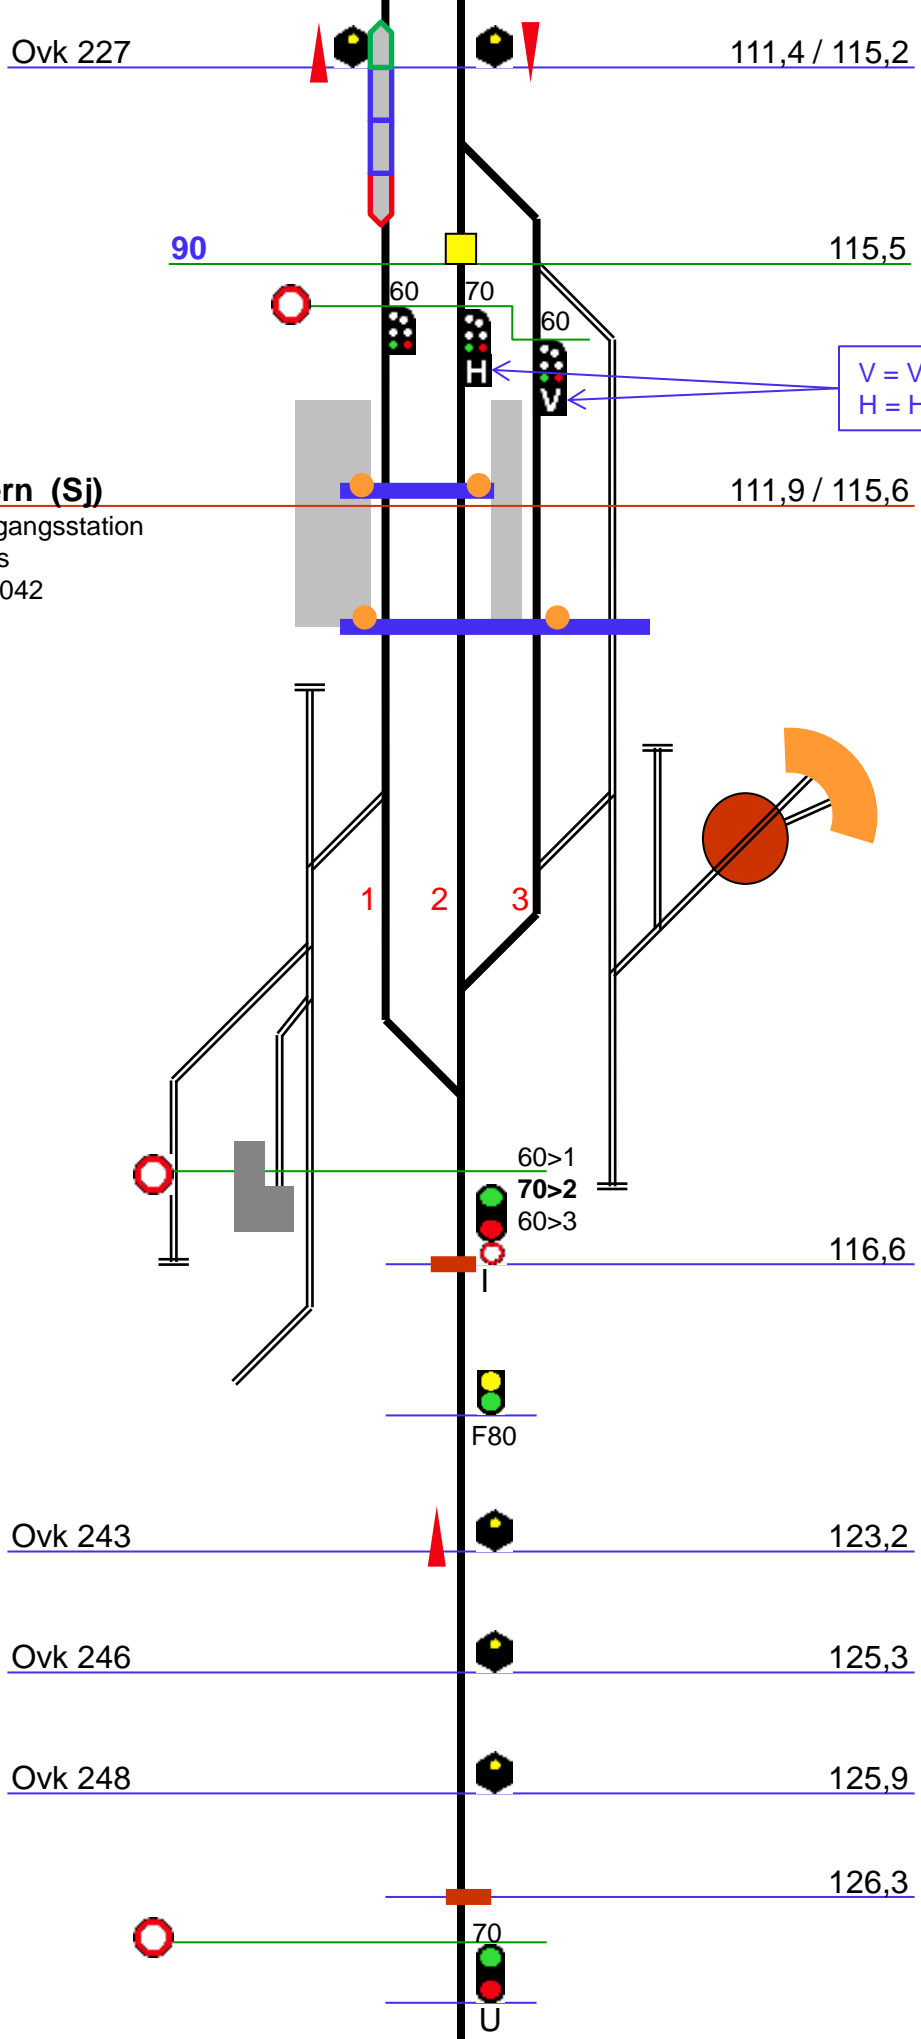 Ovk 227 111,4 / 115,2
90 115,5
60 70
60
H
V
V = V
H = H
ern (Sj) 111,9 / 115,6
gangsstation
s
042
1 2 3
60>1
70>2
60>3
116,6
I
F80
Ovk 243 123,2
Ovk 246 125,3
Ovk 248 125,9
126,3
70
U